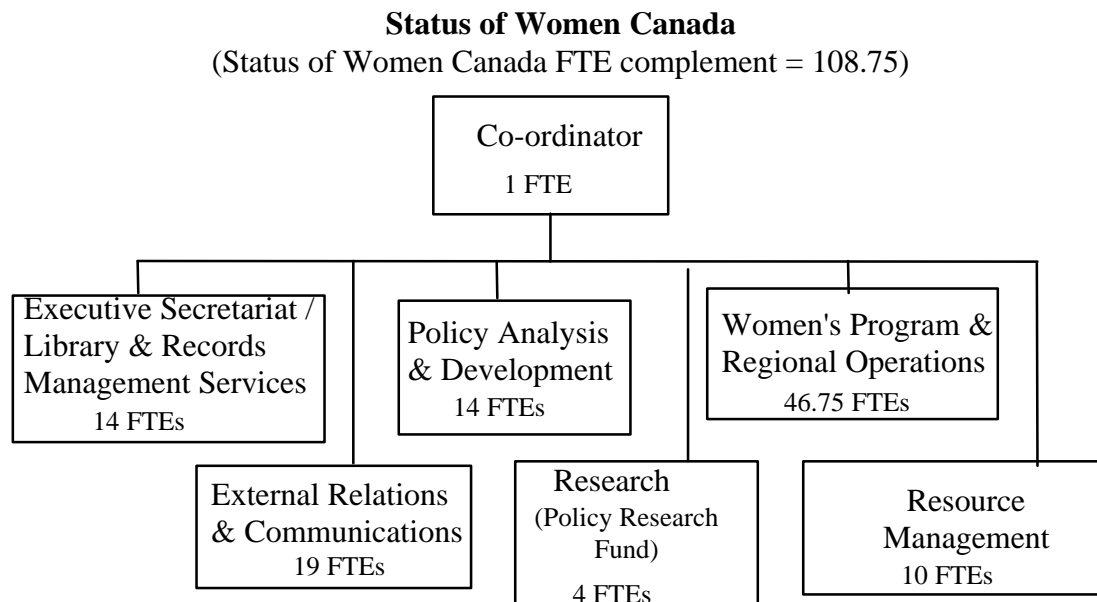 Status of Women Canada
(Status of Women Canada FTE complement = 108.75)
Co-ordinator
1 FTE
Executive Secretariat /
Library & Records
Management Services
14 FTEs
Policy Analysis
& Development
14 FTEs
Women's Program &
Regional Operations
46.75 FTEs
External Relations
& Communications
19 FTEs
Research
(Policy Research
Fund)
4 FTEs
Resource
Management
10 FTEs